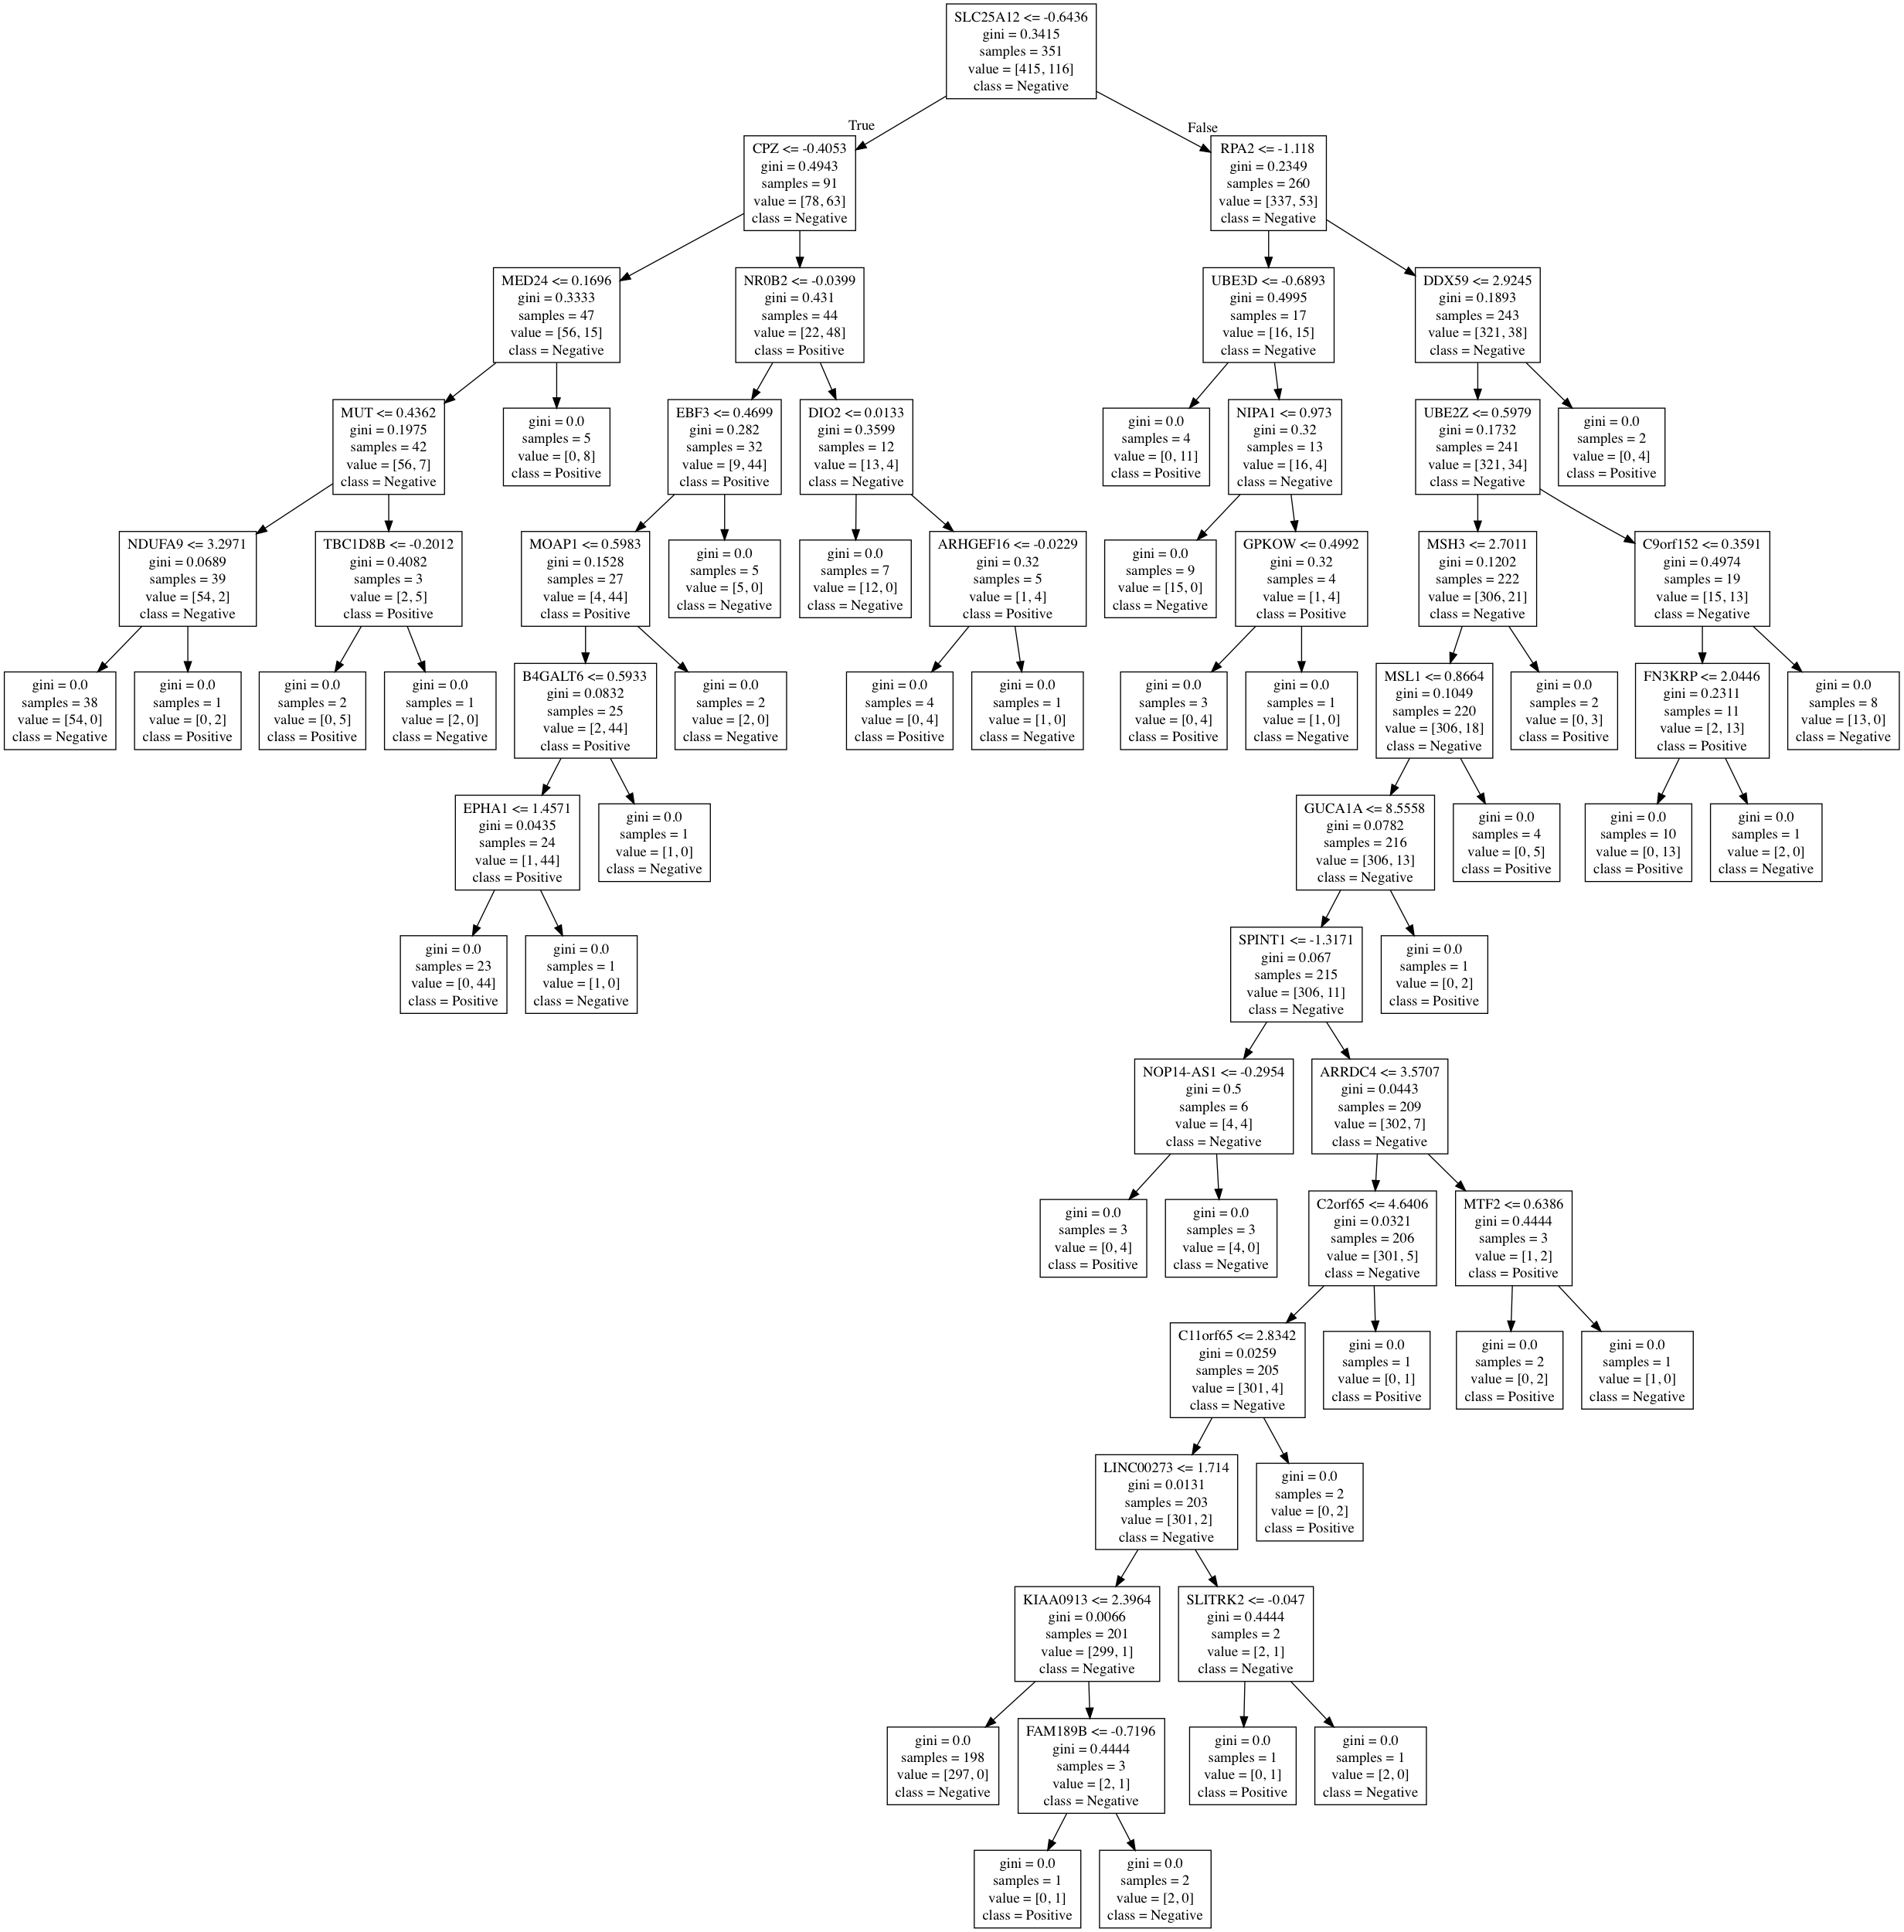 SLC25A12 <= -0.6436
gini = 0.3415
samples = 351
value = [415, 116]
class = Negative
True
False
CPZ <= -0.4053
gini = 0.4943
samples = 91
value = [78, 63]
class = Negative
RPA2 <= -1.118
gini = 0.2349
samples = 260
value = [337, 53]
class = Negative
MED24 <= 0.1696
gini = 0.3333
samples = 47
value = [56, 15]
class = Negative
NR0B2 <= -0.0399
gini = 0.431
samples = 44
value = [22, 48]
class = Positive
UBE3D <= -0.6893
gini = 0.4995
samples = 17
value = [16, 15]
class = Negative
DDX59 <= 2.9245
gini = 0.1893
samples = 243
value = [321, 38]
class = Negative
MUT <= 0.4362
gini = 0.1975
samples = 42
value = [56, 7]
class = Negative
gini = 0.0
samples = 5
value = [0, 8]
class = Positive
EBF3 <= 0.4699
gini = 0.282
samples = 32
value = [9, 44]
class = Positive
DIO2 <= 0.0133
gini = 0.3599
samples = 12
value = [13, 4]
class = Negative
gini = 0.0
samples = 4
value = [0, 11]
class = Positive
NIPA1 <= 0.973
gini = 0.32
samples = 13
value = [16, 4]
class = Negative
UBE2Z <= 0.5979
gini = 0.1732
samples = 241
value = [321, 34]
class = Negative
gini = 0.0
samples = 2
value = [0, 4]
class = Positive
NDUFA9 <= 3.2971
gini = 0.0689
samples = 39
value = [54, 2]
class = Negative
TBC1D8B <= -0.2012
gini = 0.4082
samples = 3
value = [2, 5]
class = Positive
MOAP1 <= 0.5983
gini = 0.1528
samples = 27
value = [4, 44]
class = Positive
gini = 0.0
samples = 5
value = [5, 0]
class = Negative
gini = 0.0
samples = 7
value = [12, 0]
class = Negative
ARHGEF16 <= -0.0229
gini = 0.32
samples = 5
value = [1, 4]
class = Positive
gini = 0.0
samples = 9
value = [15, 0]
class = Negative
GPKOW <= 0.4992
gini = 0.32
samples = 4
value = [1, 4]
class = Positive
MSH3 <= 2.7011
gini = 0.1202
samples = 222
value = [306, 21]
class = Negative
C9orf152 <= 0.3591
gini = 0.4974
samples = 19
value = [15, 13]
class = Negative
gini = 0.0
samples = 38
value = [54, 0]
class = Negative
gini = 0.0
samples = 1
value = [0, 2]
class = Positive
gini = 0.0
samples = 2
value = [0, 5]
class = Positive
gini = 0.0
samples = 1
value = [2, 0]
class = Negative
B4GALT6 <= 0.5933
gini = 0.0832
samples = 25
value = [2, 44]
class = Positive
gini = 0.0
samples = 2
value = [2, 0]
class = Negative
gini = 0.0
samples = 4
value = [0, 4]
class = Positive
gini = 0.0
samples = 1
value = [1, 0]
class = Negative
gini = 0.0
samples = 3
value = [0, 4]
class = Positive
gini = 0.0
samples = 1
value = [1, 0]
class = Negative
MSL1 <= 0.8664
gini = 0.1049
samples = 220
value = [306, 18]
class = Negative
gini = 0.0
samples = 2
value = [0, 3]
class = Positive
FN3KRP <= 2.0446
gini = 0.2311
samples = 11
value = [2, 13]
class = Positive
gini = 0.0
samples = 8
value = [13, 0]
class = Negative
EPHA1 <= 1.4571
gini = 0.0435
samples = 24
value = [1, 44]
class = Positive
gini = 0.0
samples = 1
value = [1, 0]
class = Negative
GUCA1A <= 8.5558
gini = 0.0782
samples = 216
value = [306, 13]
class = Negative
gini = 0.0
samples = 4
value = [0, 5]
class = Positive
gini = 0.0
samples = 10
value = [0, 13]
class = Positive
gini = 0.0
samples = 1
value = [2, 0]
class = Negative
gini = 0.0
samples = 23
value = [0, 44]
class = Positive
gini = 0.0
samples = 1
value = [1, 0]
class = Negative
SPINT1 <= -1.3171
gini = 0.067
samples = 215
value = [306, 11]
class = Negative
gini = 0.0
samples = 1
value = [0, 2]
class = Positive
NOP14-AS1 <= -0.2954
gini = 0.5
samples = 6
value = [4, 4]
class = Negative
ARRDC4 <= 3.5707
gini = 0.0443
samples = 209
value = [302, 7]
class = Negative
gini = 0.0
samples = 3
value = [0, 4]
class = Positive
gini = 0.0
samples = 3
value = [4, 0]
class = Negative
C2orf65 <= 4.6406
gini = 0.0321
samples = 206
value = [301, 5]
class = Negative
MTF2 <= 0.6386
gini = 0.4444
samples = 3
value = [1, 2]
class = Positive
C11orf65 <= 2.8342
gini = 0.0259
samples = 205
value = [301, 4]
class = Negative
gini = 0.0
samples = 1
value = [0, 1]
class = Positive
gini = 0.0
samples = 2
value = [0, 2]
class = Positive
gini = 0.0
samples = 1
value = [1, 0]
class = Negative
LINC00273 <= 1.714
gini = 0.0131
samples = 203
value = [301, 2]
class = Negative
gini = 0.0
samples = 2
value = [0, 2]
class = Positive
KIAA0913 <= 2.3964
gini = 0.0066
samples = 201
value = [299, 1]
class = Negative
SLITRK2 <= -0.047
gini = 0.4444
samples = 2
value = [2, 1]
class = Negative
gini = 0.0
samples = 198
value = [297, 0]
class = Negative
FAM189B <= -0.7196
gini = 0.4444
samples = 3
value = [2, 1]
class = Negative
gini = 0.0
samples = 1
value = [0, 1]
class = Positive
gini = 0.0
samples = 1
value = [2, 0]
class = Negative
gini = 0.0
samples = 1
value = [0, 1]
class = Positive
gini = 0.0
samples = 2
value = [2, 0]
class = Negative